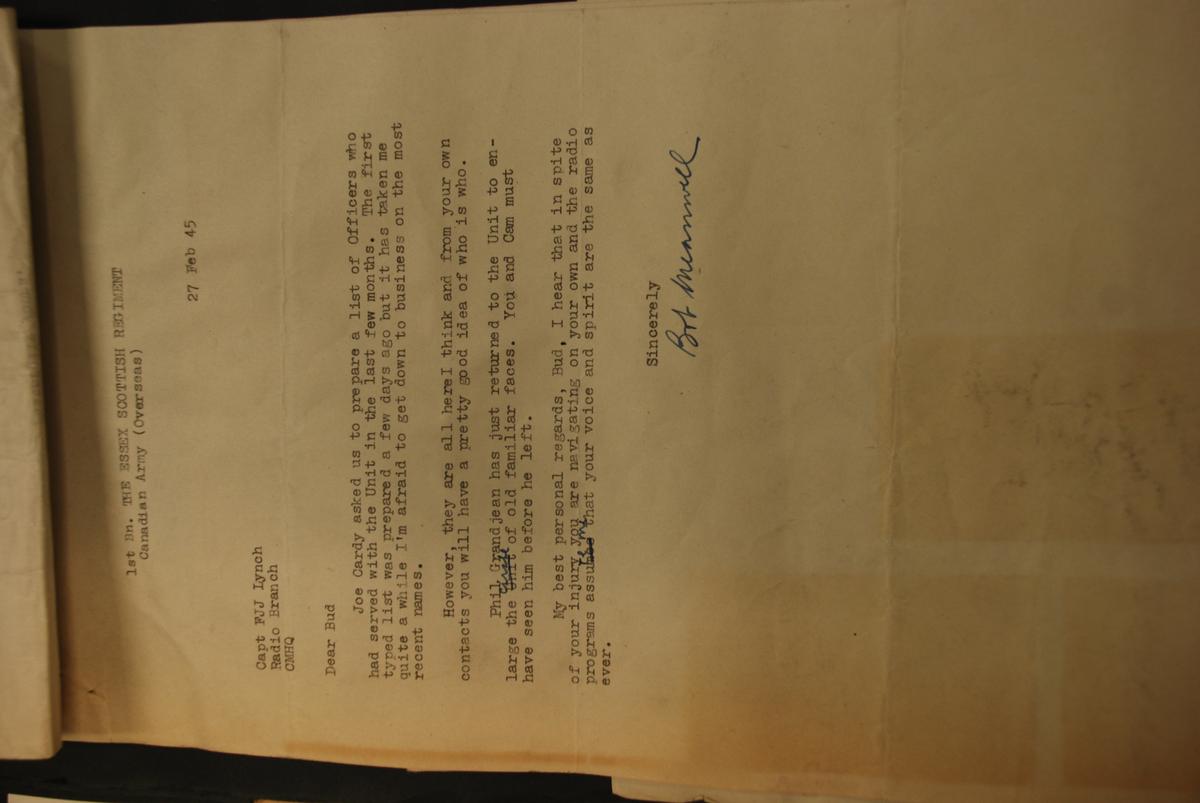 1st Bn. THE ESSEX SCOTTISH REGIMENT
Canadian Army (Overseas)
27 Feb 45
Capt FJJ Lynch
Radio Branch
CMHQ
Dear Bud
Joe Cardy asked us to prepare a list of Officers who
had served with the Unit in the last few months. The first
typed list was prepared a few days ago but it has taken me
quite a while I'm afraid to get down to business on the most
recent names.
However, they are all hereI think and from your own
contacts you will have a pretty good idea of who is who.
Phil Grandjean has just returned to the Unit to en-
large the Unit of old familiar faces. You and Cam must
have seen him before he left.
My best personal regards, Bud, I hear that in spite
of your injury you are navigating on your own and the radio
programs assures me that your voice and spirit are the same as
ever.
Sincerely
Bob Meanwell